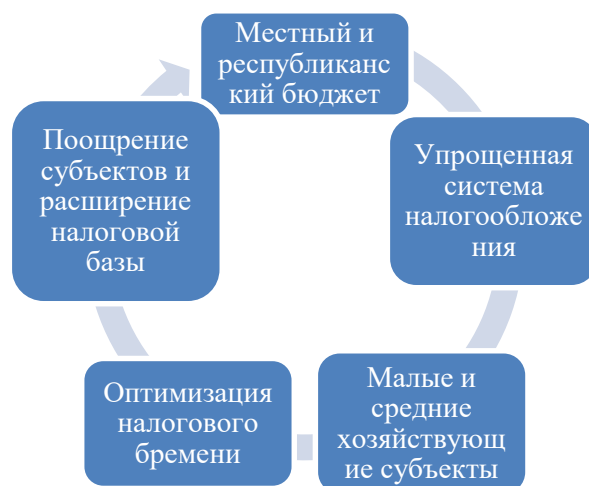 Местный и
республиканс
кий бюджет
Упрощенная
система
налогообложе
ния
Малые и
средние
хозяйствующ
ие субъекты
Оптимизация
налогового
бремени
Поощрение
субъектов и
расширение
налоговой
базы